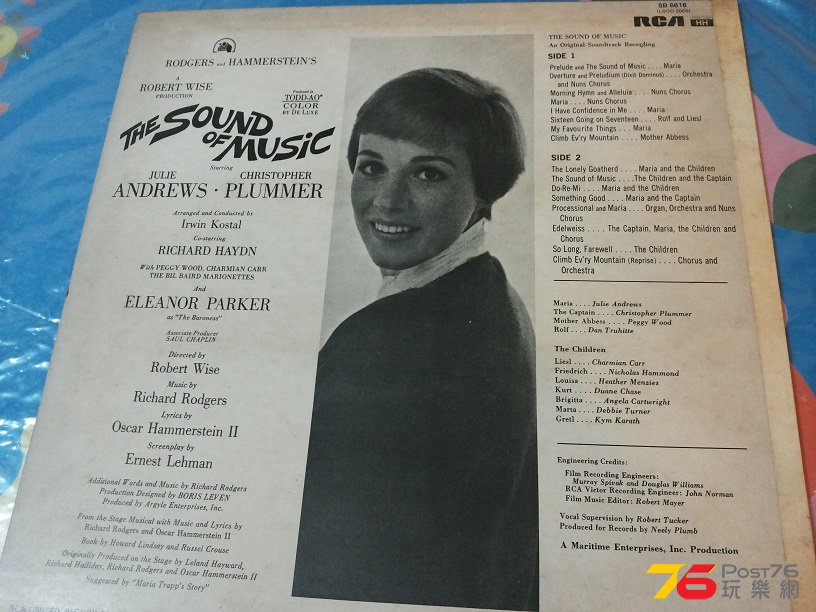 RODGERS and HAMMERSTEIN'S
A
ROBERT WISE
PRODUCTION
Produced in
TODD-AO®
COLOR
BY DE LUXE
THE SOUND
OF MUSIC
Starring
JULIE CHRISTOPHER
ANDREWS · PLUMMER
Arranged and Conducted by
Irwin Kostal
Co-starring
RICHARD HAYDN
With PEGGY WOOD, CHARMIAN CARR
THE BIL BAIRD MARIONETTES
And
ELEANOR PARKER
as "The Baroness"
Associate Producer
SAUL CHAPLIN
Directed by
Robert Wise
Music by
Richard Rodgers
Lyrics by
Oscar Hammerstein II
Screenplay by
Ernest Lehman
Additional Words and Music by Richard Rodgers
Production Designed by BORIS LEVEN
Produced by Argyle Enterprises, Inc.
From the Stage Musical with Music and Lyrics by
Richard Rodgers and Oscar Hammerstein II
Book by Howard Lindsay and Russel Crouse
Originally Produced on the Stage by Leland Hayward,
Richard Halliday, Richard Rodgers and Oscar Hammerstein II
Suggested by "Maria Trapp's Story"
SB 6616
(LSOD 2005)
RCA HH
THE SOUND OF MUSIC
An Original Soundtrack Recording
SIDE 1
Prelude and The Sound of Music . . . . Maria
Overture and Preludium (Dixit Dominus) . . . . Orchestra
and Nuns Chorus
Morning Hymn and Alleluia . . . . Nuns Chorus
Maria . . . . Nuns Chorus
I Have Confidence in Me . . . . Maria
Sixteen Going on Seventeen . . . . Rolf and Liesl
My Favourite Things . . . Maria
Climb Ev'ry Mountain . . . . Mother Abbess
SIDE 2
The Lonely Goatherd . . . . Maria and the Children
The Sound of Music . . . . The Children and the Captain
Do-Re-Mi . . . . Maria and the Children
Something Good . . . . Maria and the Captain
Processional and Maria . . . . Organ, Orchestra and Nuns
Chorus
Edelweiss . . . . The Captain, Maria, the Children and
Chorus
So Long, Farewell . . . . The Children
Climb Ev'ry Mountain (Reprise) . . . . Chorus and
Orchestra
Maria . . . . Julie Andrews
The Captain . . . . Christopher Plummer
Mother Abbess . . . . Peggy Wood
Rolf . . . . Dan Truhitte
The Children
Liesl . . . . Charmian Carr
Friedrich . . . . Nicholas Hammond
Louisa . . . . Heather Menzies
Kurt . . . . Duane Chase
Brigitta . . . . Angela Cartwright
Marta . . . . Debbie Turner
Gretl . . . . Kym Karath
Engineering Credits:
Film Recording Engineers:
Murray Spivak and Douglas Williams
RCA Victor Recording Engineer: John Norman
Film Music Editor: Robert Mayer
Vocal Supervision by Robert Tucker
Produced for Records by Neely Plumb
A Maritime Enterprises, Inc. Production
76 Post76
玩樂網